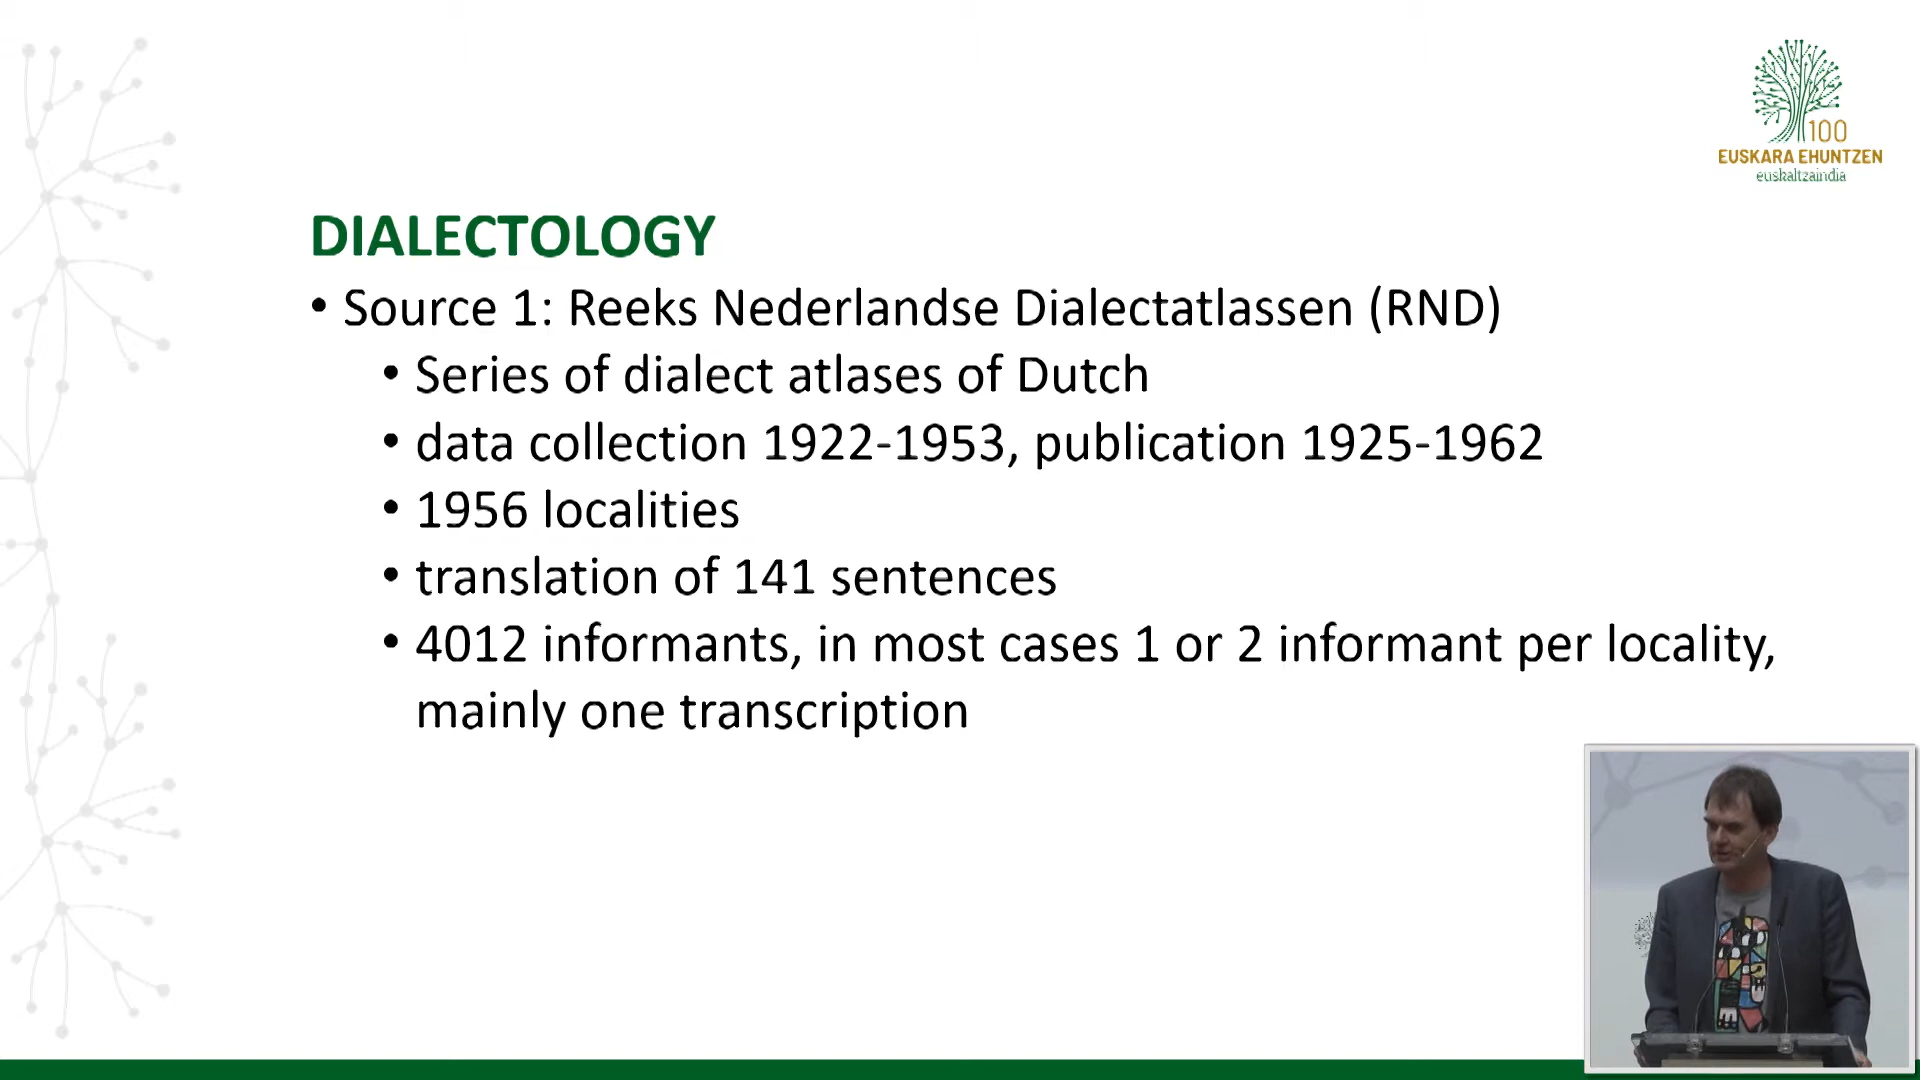 100
EUSKARA EHUNTZEN
euskaltzaindia
DIALECTOLOGY
• Source 1: Reeks Nederlandse Dialectatlassen (RND)
• Series of dialect atlases of Dutch
• data collection 1922-1953, publication 1925-1962
• 1956 localities
• translation of 141 sentences
• 4012 informants, in most cases 1 or 2 informant per locality,
mainly one transcription